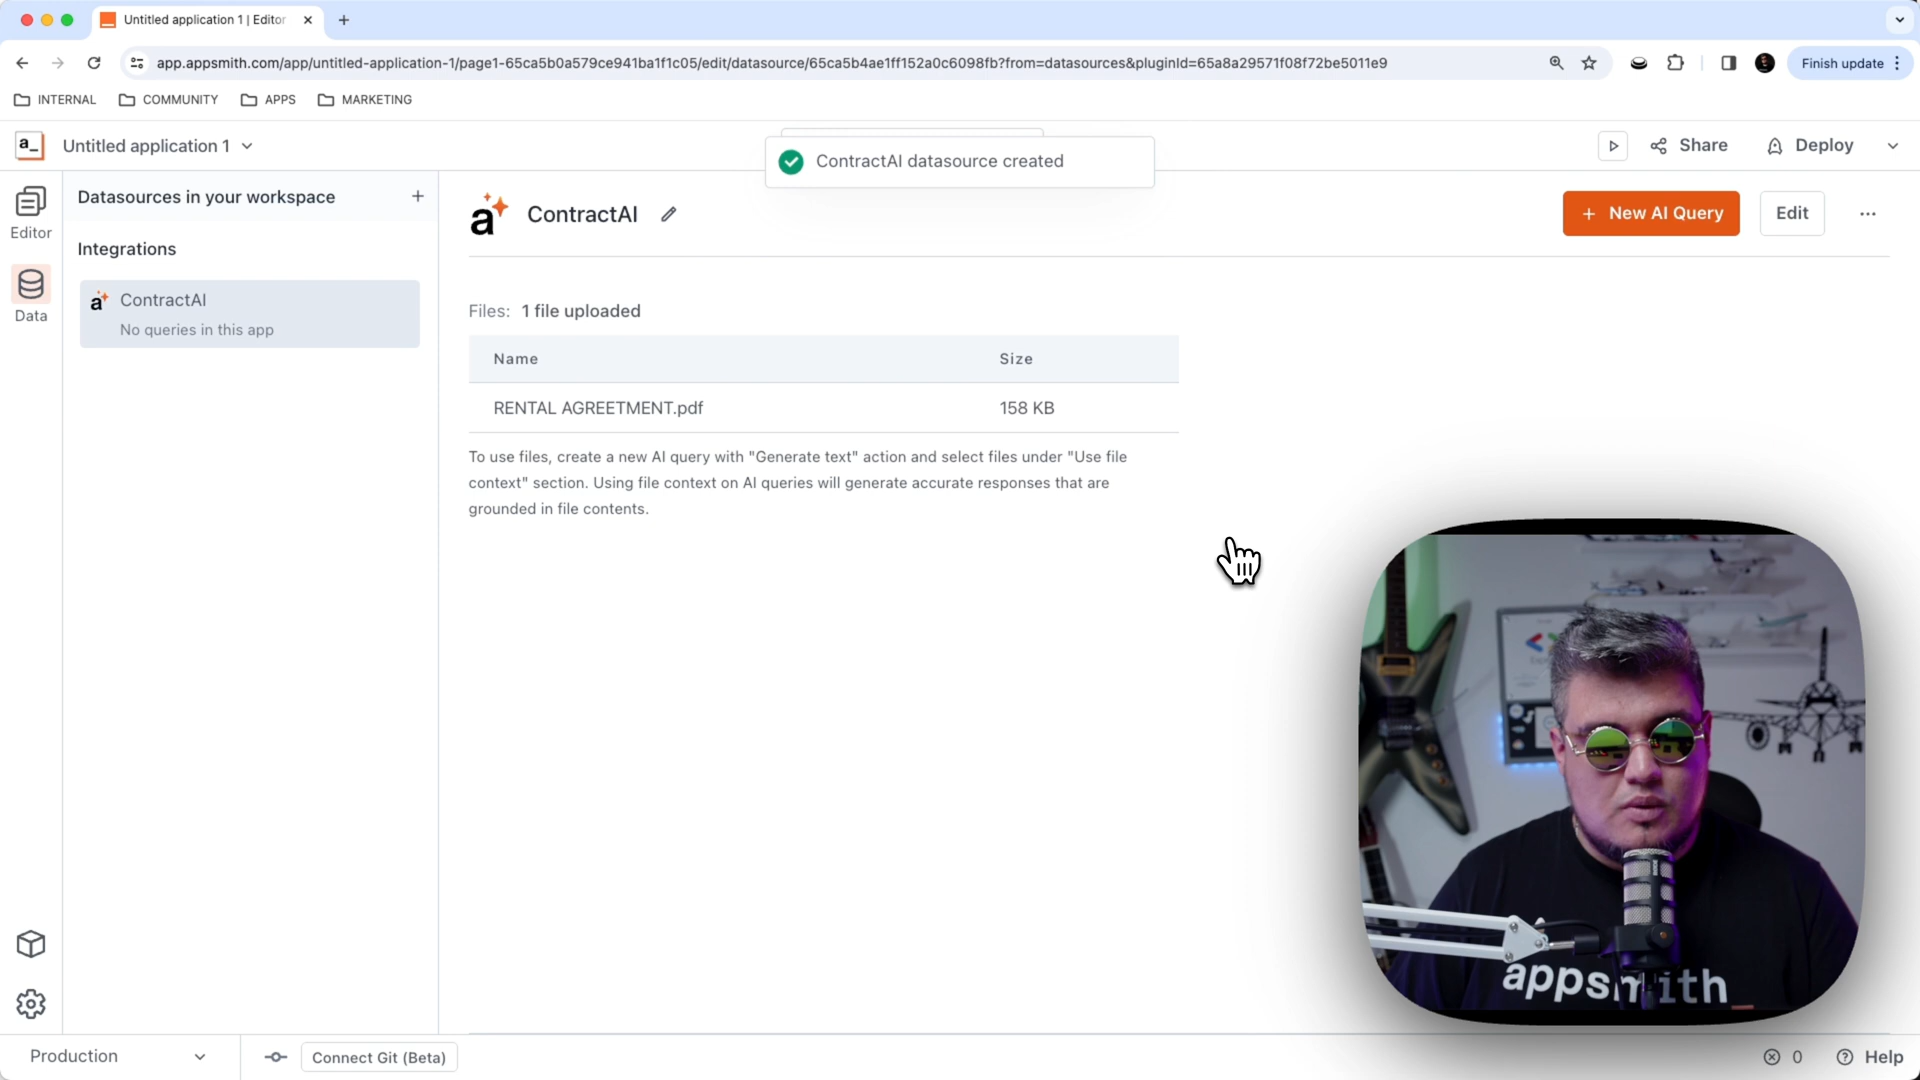 Untitled application 1 | Editor
app.appsmith.com/app/untitled-application-1/page1-65ca5b0a579ce941ba1f1c05/edit/datasource/65ca5b4ae1ff152a0c6098fb?from=datasources&pluginId=65a8a29571f08f72be5011e9
Finish update
INTERNAL
COMMUNITY
APPS
MARKETING
a_
Untitled application 1
ContractAI datasource created
Share
Deploy
Editor
Data
Datasources in your workspace
Integrations
a
ContractAI
No queries in this app
a
ContractAI
+ New AI Query
Edit
Files: 1 file uploaded
Name Size
RENTAL AGREETMENT.pdf 158 KB
To use files, create a new AI query with "Generate text" action and select files under "Use file
context" section. Using file context on AI queries will generate accurate responses that are
grounded in file contents.
appsmith
Production
Connect Git (Beta)
0
Help